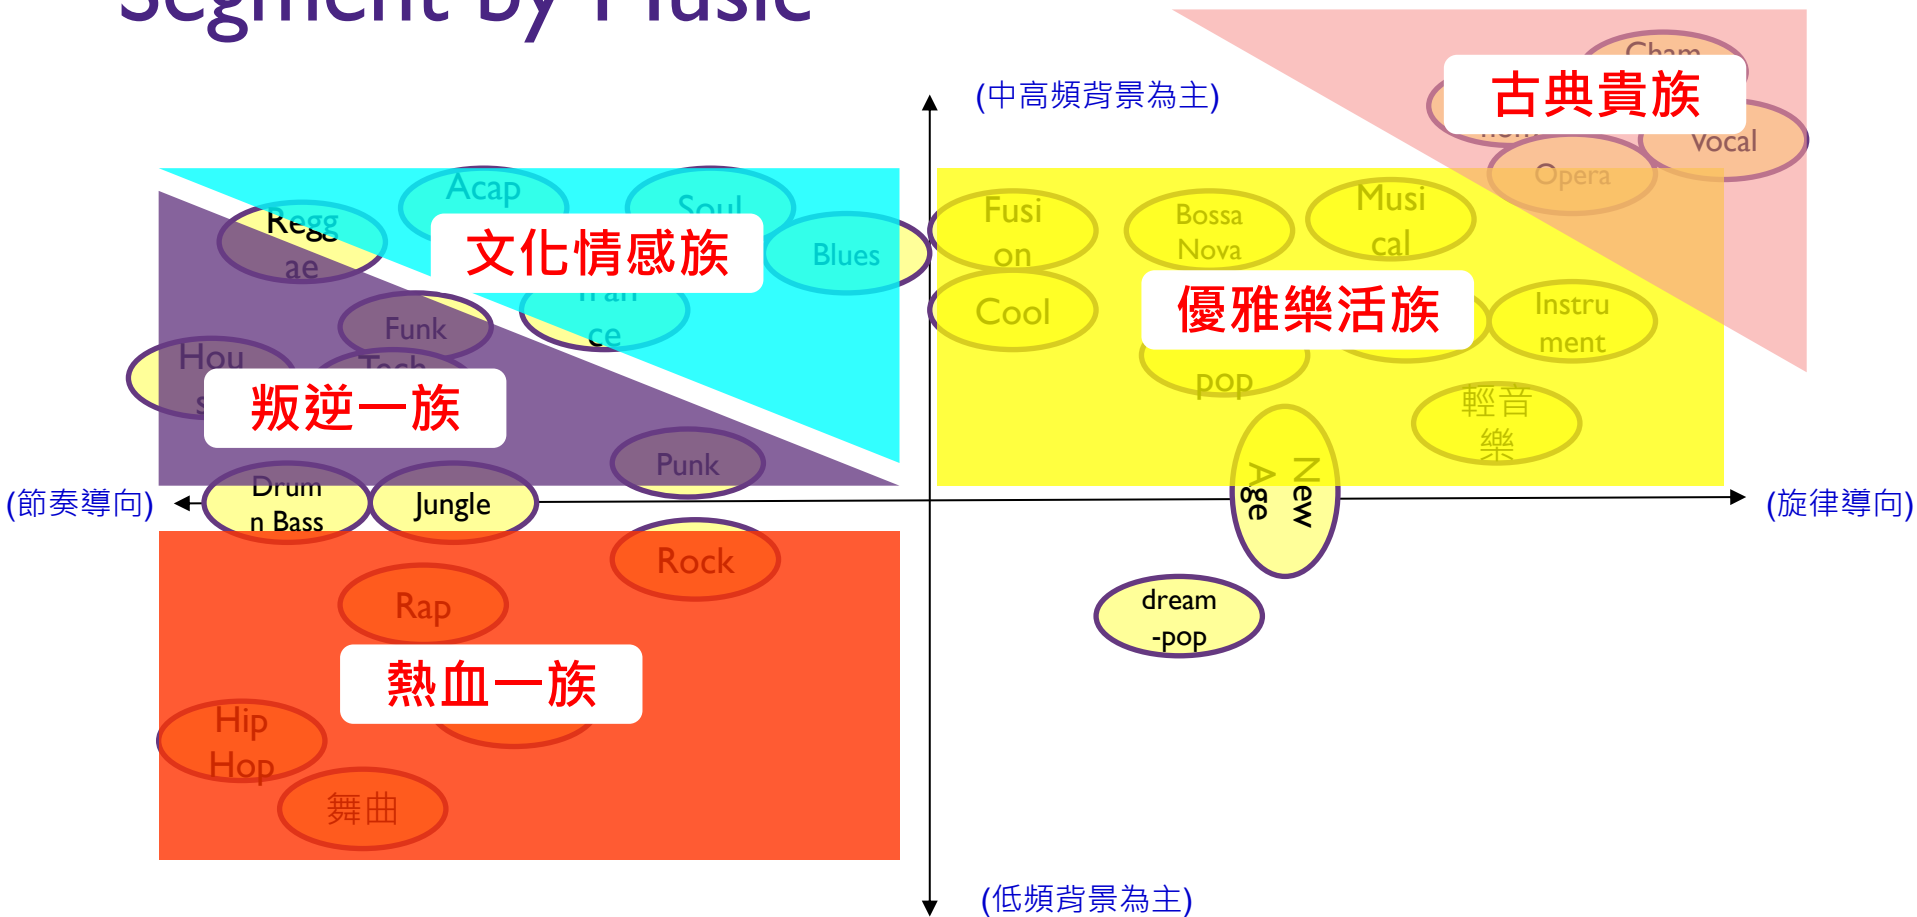 Segment by Music
(中高頻背景為主)
古典貴族
Vocal
Opera
Acap
Soul
Regg
ae
文化情感族
Blues
Fusi
on
Bossa
Nova
Musi
cal
Cool
優雅樂活族
Instru
ment
Funk
ce
Hou
pop
輕音
樂
叛逆一族
Punk
New
Age
(節奏導向)
Drum
n Bass
Jungle
(旋律導向)
Rock
Rap
dream
-pop
熱血一族
Hip
Hop
舞曲
(低頻背景為主)